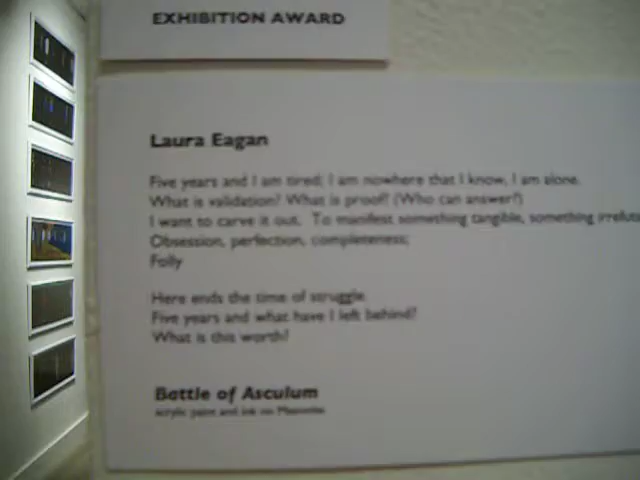 EXHIBITION AWARD
Laura Eagan
Five years and I am tired; I am nowhere that I know, I am alone.
What is validation? What is proof? (Who can answer?)
I want to carve it out. To manifest something tangible, something
Obsession, perfection, completeness;
Folly
Here ends the time of struggle
Five years and what have I left behind?
What is this worth?
Battle of Asculum
acrylic paint and ink on Masonite